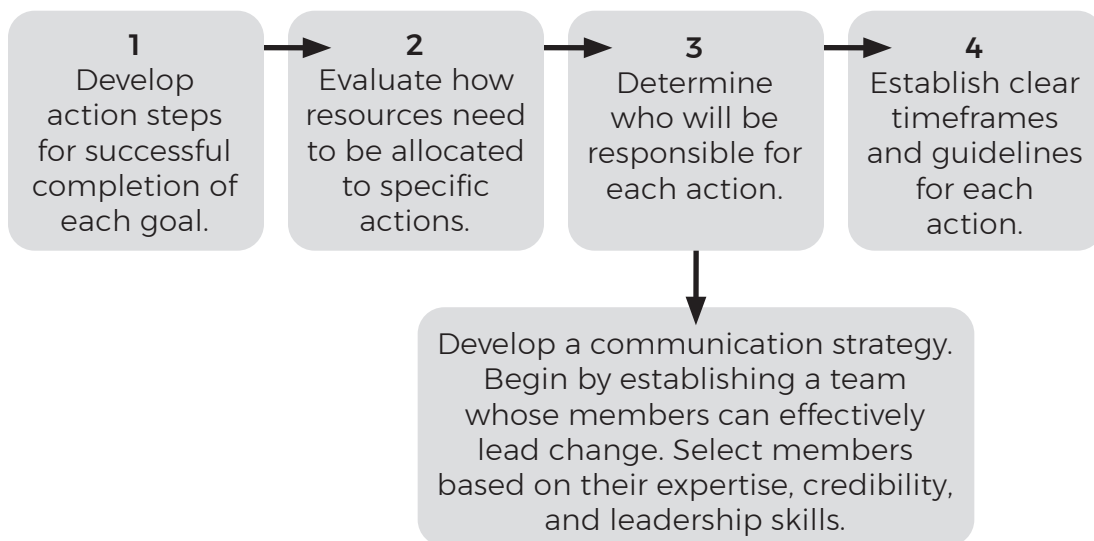 1
Develop
action steps
for successful
completion of
each goal.
2
Evaluate how
resources need
to be allocated
to specific
actions.
3
Determine
who will be
responsible for
each action.
4
Establish clear
timeframes
and guidelines
for each
action.
Develop a communication strategy.
Begin by establishing a team
whose members can effectively
lead change. Select members
based on their expertise, credibility,
and leadership skills.